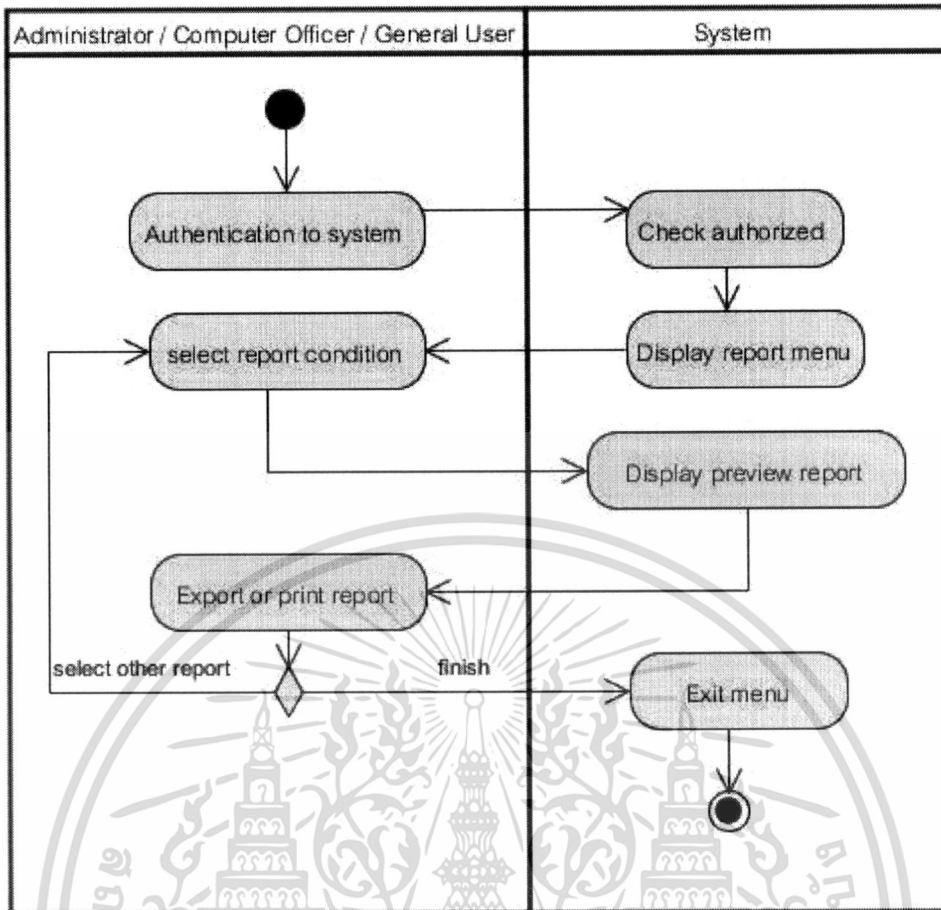 Administrator / Computer Officer / General User
System
Authentication to system
Check authorized
select report condition
Display report menu
Display preview report
Export or print report
select other report
finish
Exit menu